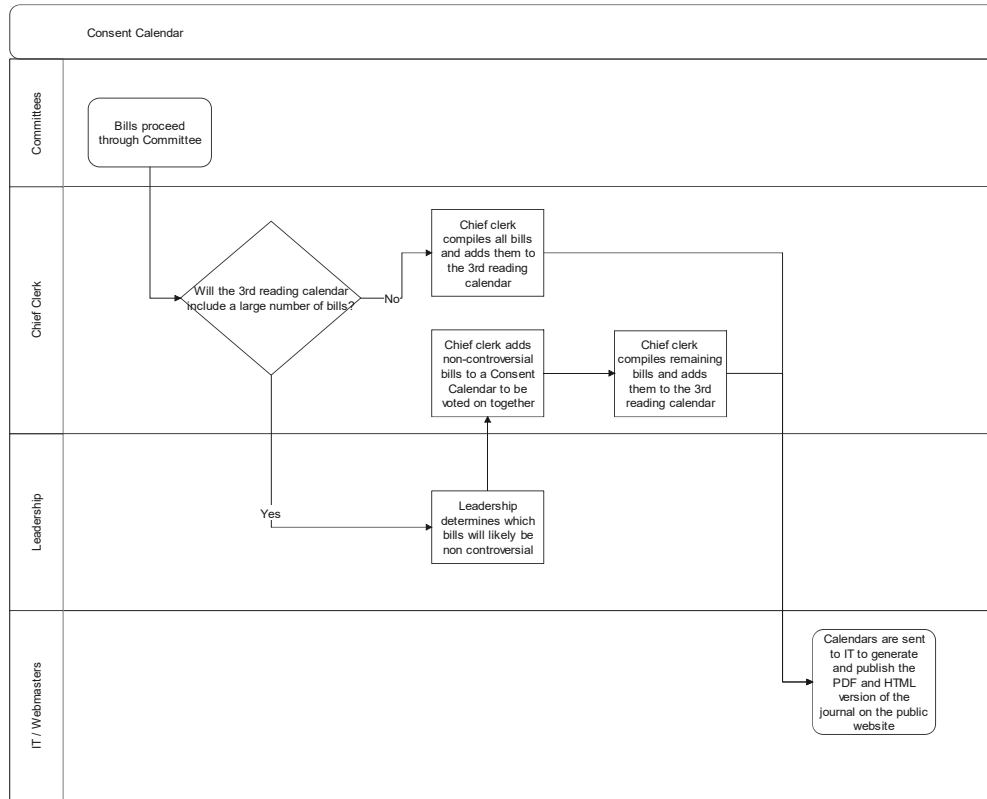 Consent Calendar
Committees
Bills proceed
through Committee
Chief Clerk
Will the 3rd reading calendar
include a large number of bills?
No
Chief clerk
compiles all bills
and adds them to
the 3rd reading
calendar
Chief clerk adds
non-controversial
bills to a Consent
Calendar to be
voted on together
Chief clerk
compiles remaining
bills and adds
them to the 3rd
reading calendar
Leadership
Yes
Leadership
determines which
bills will likely be
non controversial
IT / Webmasters
Calendars are sent
to IT to generate
and publish the
PDF and HTML
version of the
journal on the public
website